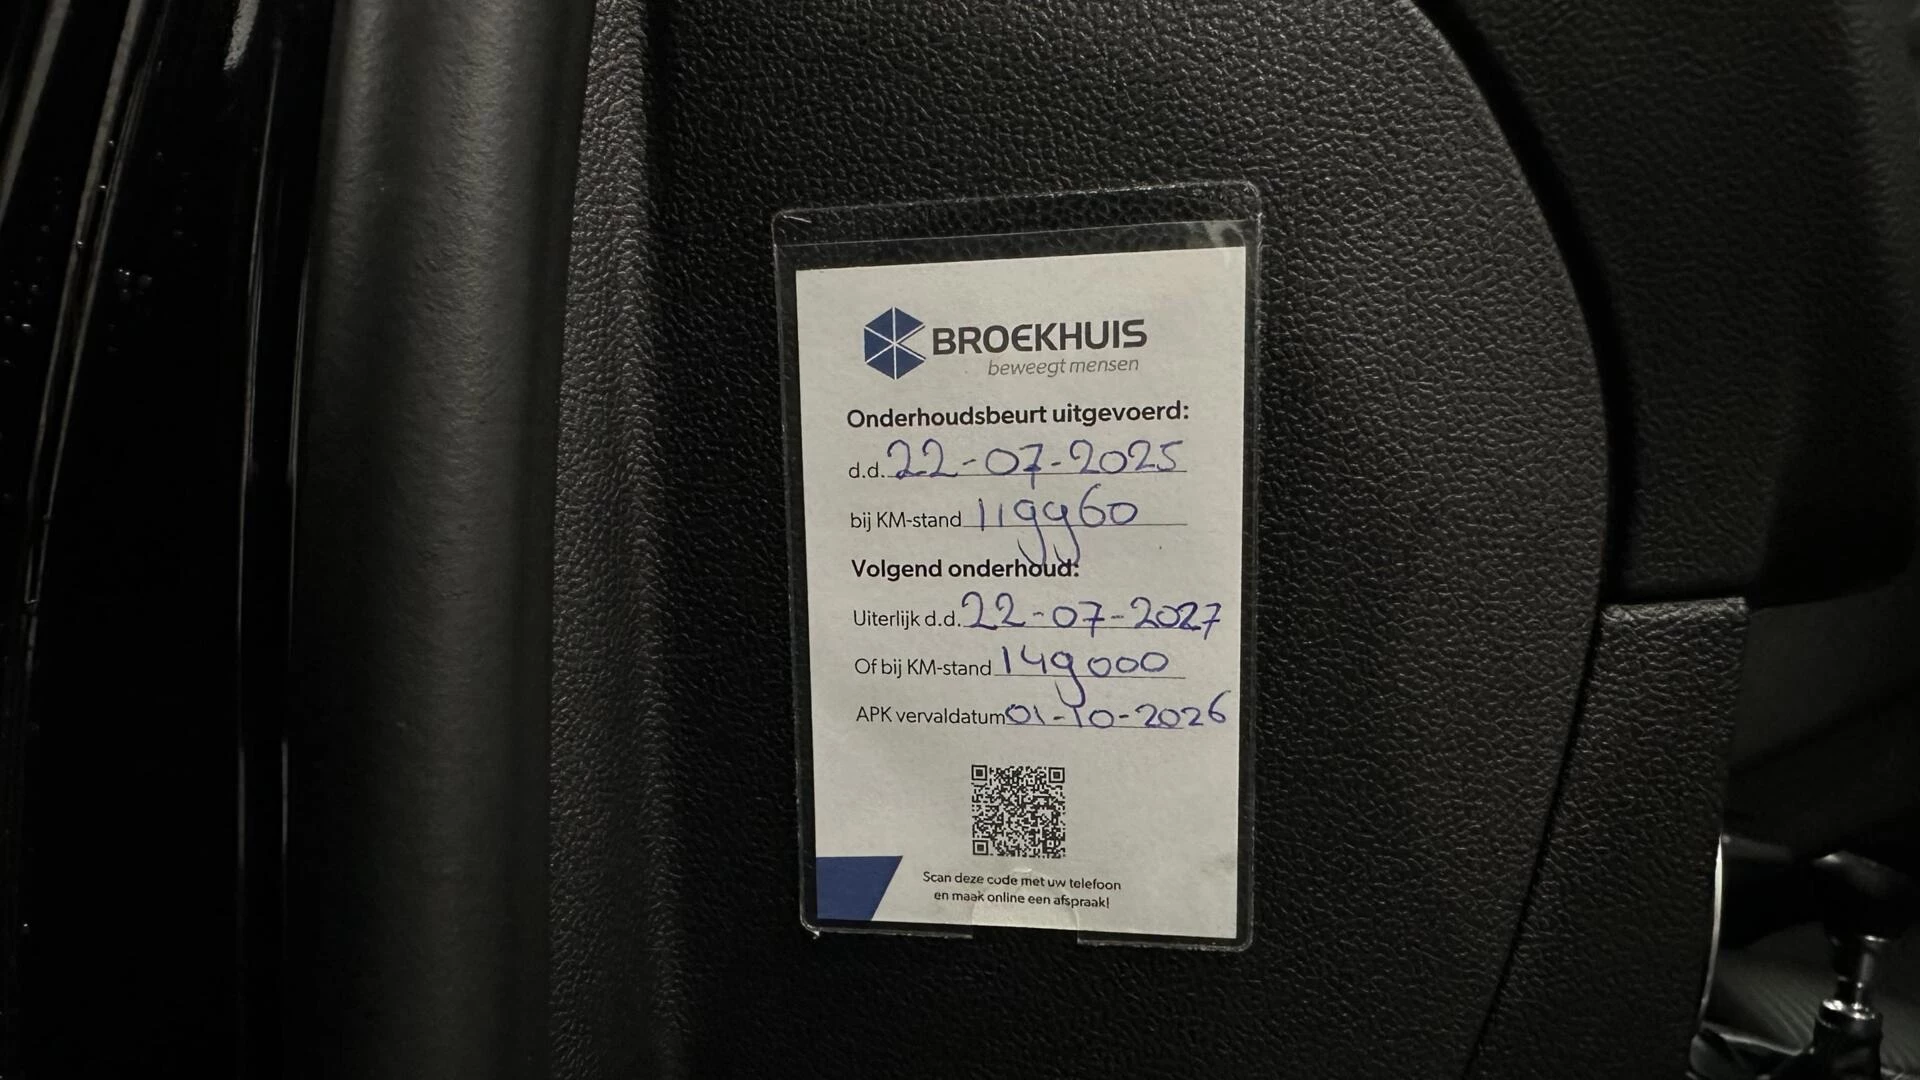 BROEKHUIS
beweegt mensen
Onderhoudsbeurt uitgevoerd:
d.d. 22-07-2025
bij KM-stand 119960
Volgend onderhoud:
Uiterlijk d.d. 22-07-2027
Of bij KM-stand 149000
APK vervaldatum 01-10-2026
Scan deze code met uw telefoon
en maak online een afspraak!